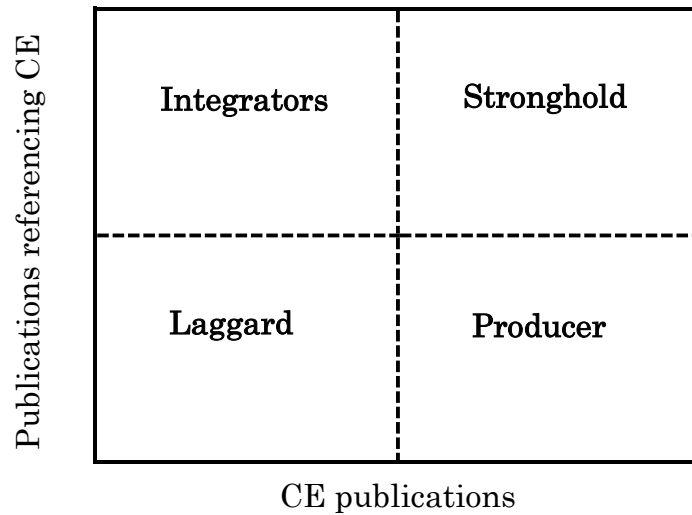 Publications referencing CE
Integrators
Stronghold
Laggard
Producer
CE publications